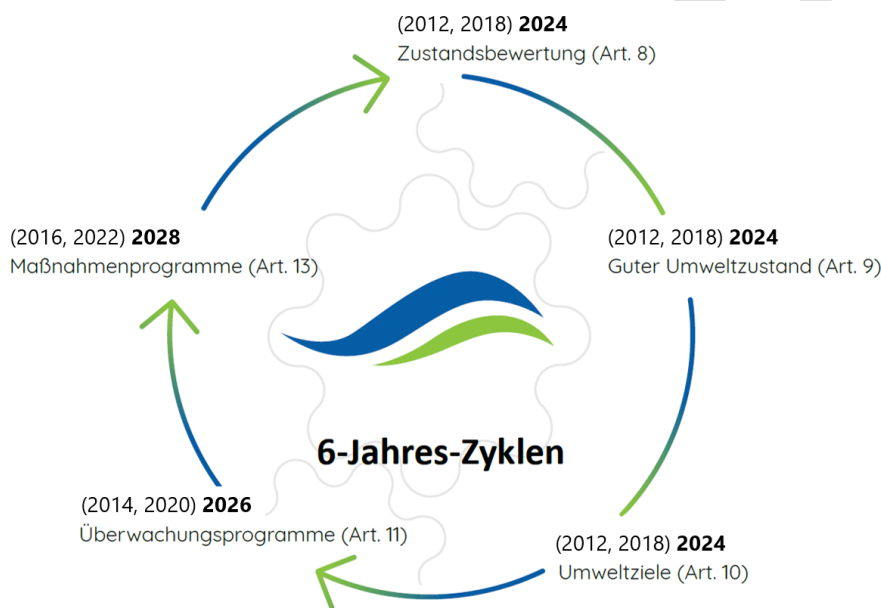 (2012, 2018) 2024
Zustandsbewertung (Art. 8)
(2012, 2018) 2024
Guter Umweltzustand (Art. 9)
(2012, 2018) 2024
Umweltziele (Art. 10)
(2014, 2020) 2026
Überwachungsprogramme (Art. 11)
(2016, 2022) 2028
Maßnahmenprogramme (Art. 13)
6-Jahres-Zyklen